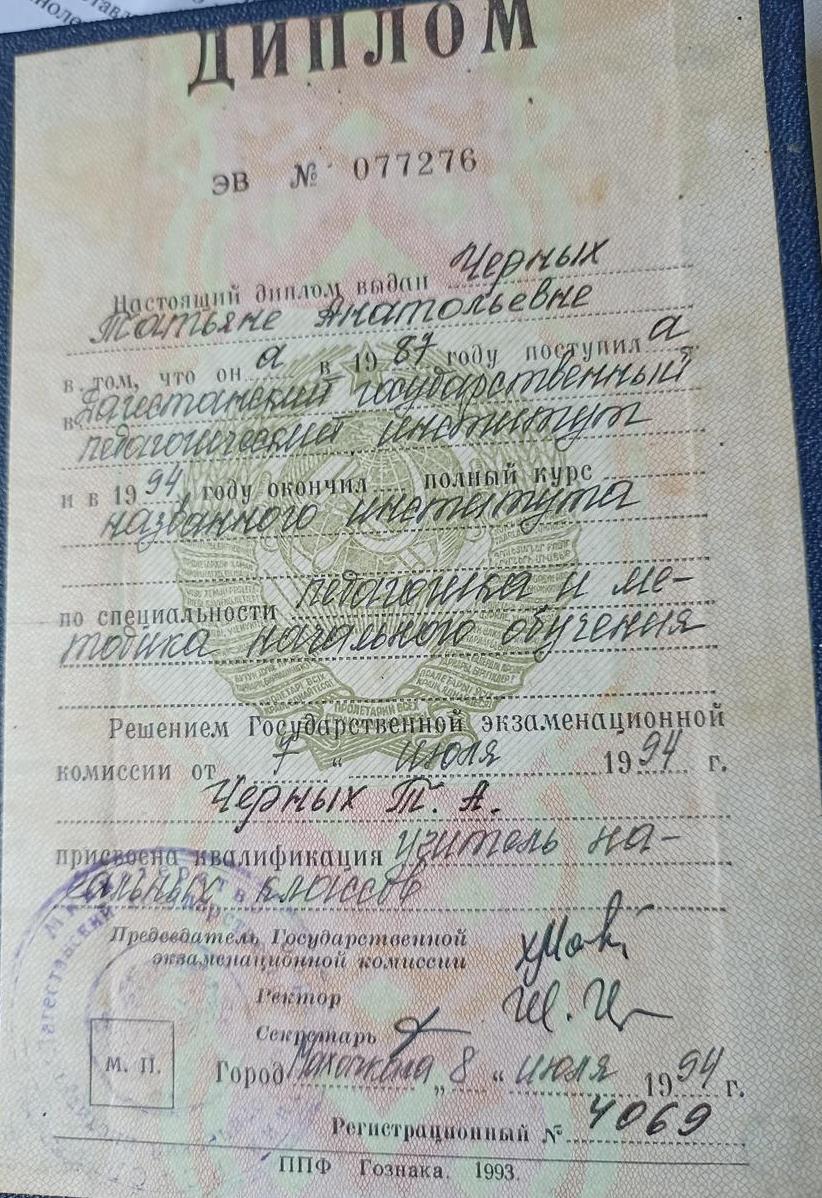 ДИПЛОМ
ЭВ № 077276
Настоящий диплом выдан Черных
Татьяне Анатольевне
в том, что он а в 1987 году поступил а
в Дагестанский государственный
педагогический институт
и в 1994 году окончил полный курс
названного института
по специальности педагогика и ме-
тодика начального обучения
Решением Государственной экзаменационной
комиссии от 7 " июля 1994 г.
Черных Т. А.
присвоена квалификация учитель на-
чальных классов
Председатель Государственной
экзаменационной комиссии
Ректор
Секретарь
М. П.
Город Махачкала „ 8 " июля 1994 г.
Регистрационный № 4069
ППФ Гознака. 1993.